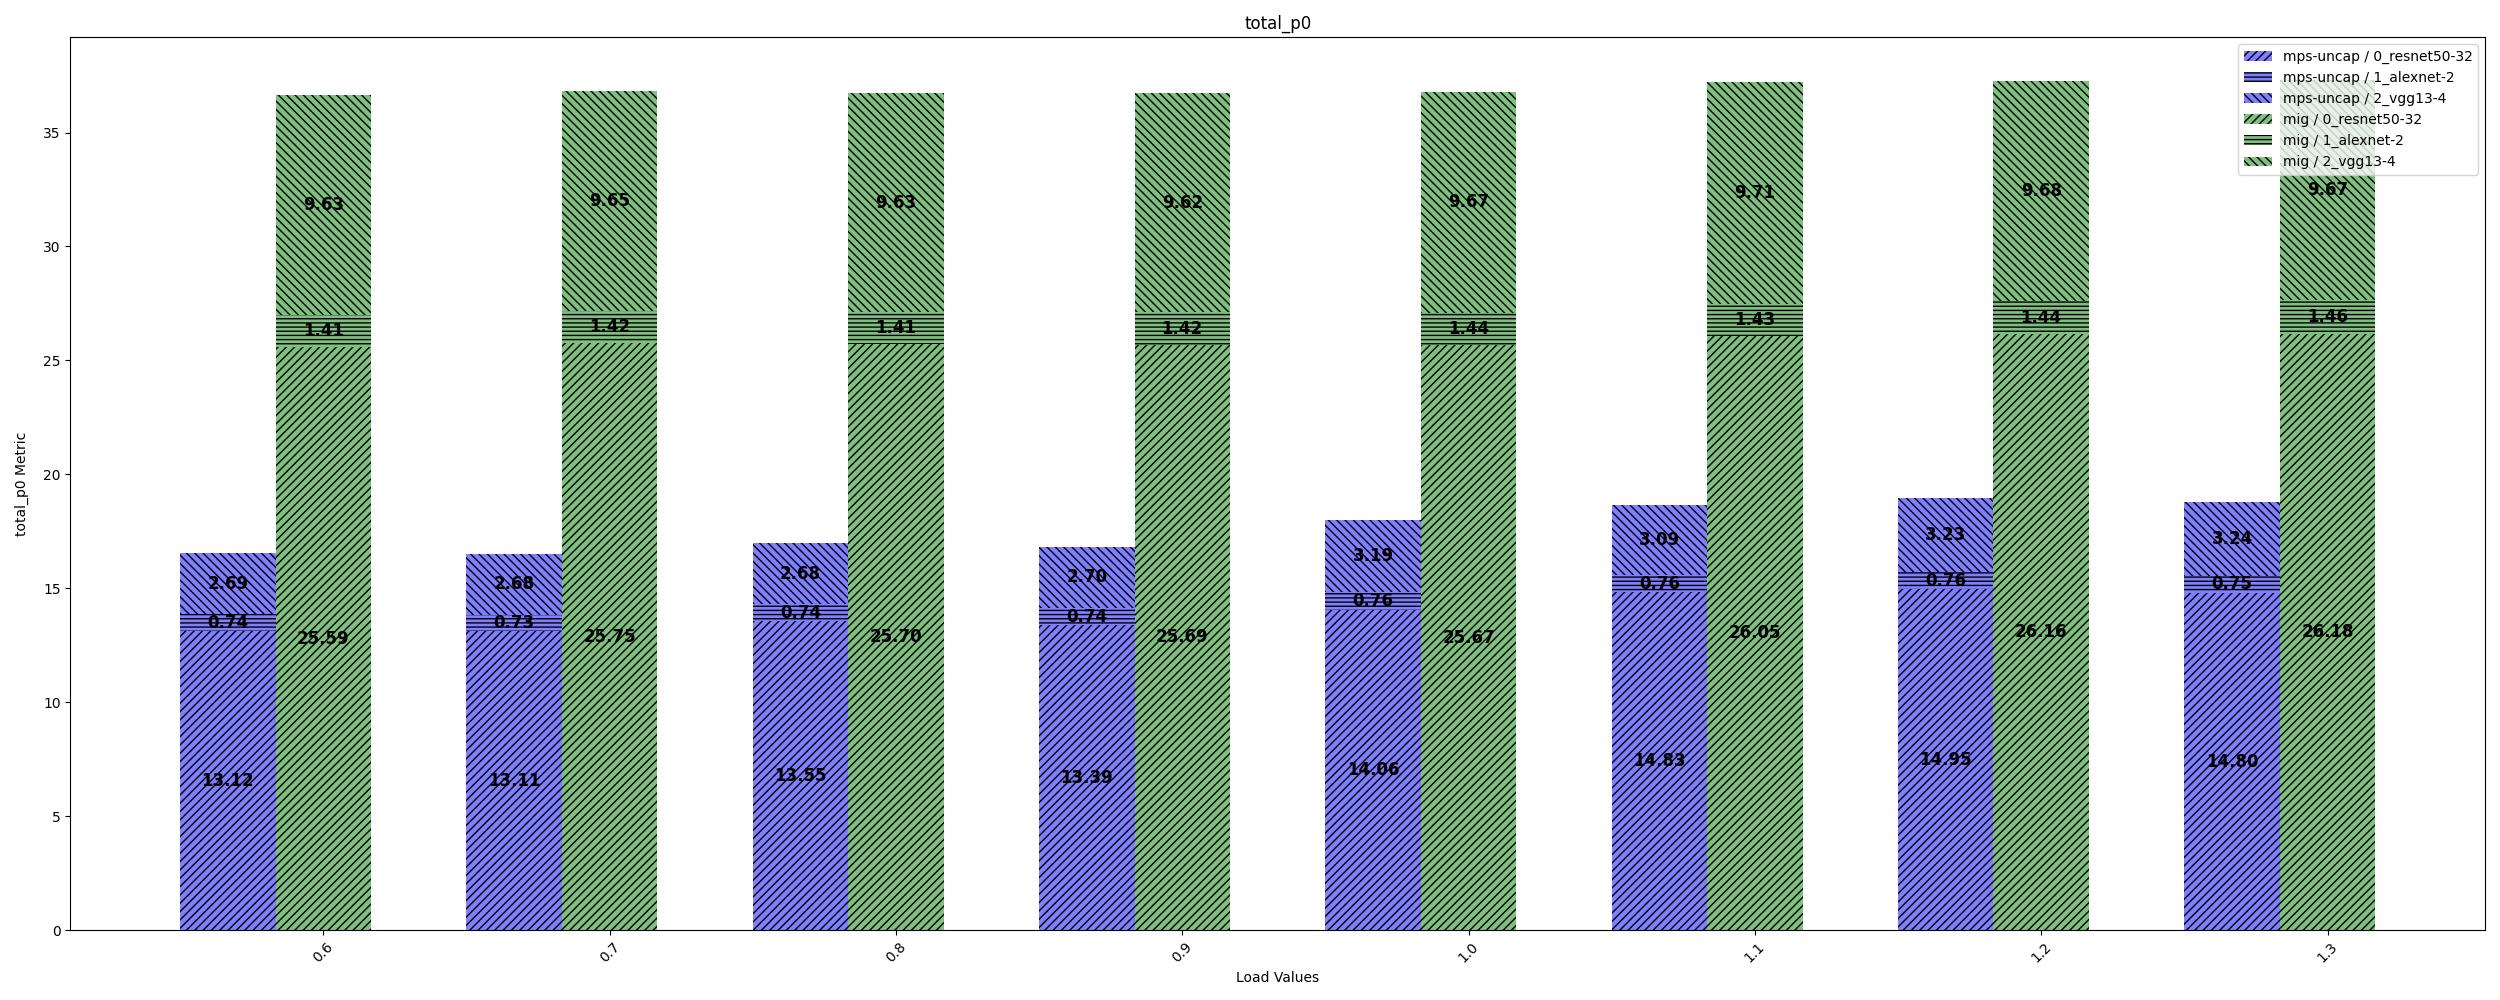 total_p0
mps-uncap / 0_resnet50-32
mps-uncap / 1_alexnet-2
mps-uncap / 2_vgg13-4
mig / 0_resnet50-32
mig / 1_alexnet-2
mig / 2_vgg13-4
total_p0 Metric
35
30
25
20
15
10
5
0
9.63 9.65 9.63 9.62 9.67 9.71 9.68 9.67
1.41 1.42 1.41 1.42 1.44 1.43 1.44 1.46
2.69 2.68 2.68 2.70 3.19 3.09 3.23 3.24
0.74 0.73 0.74 0.74 0.76 0.76 0.76 0.75
25.59 25.75 25.70 25.69 25.67 26.05 26.16 26.18
13.12 13.11 13.55 13.39 14.06 14.83 14.95 14.80
0.6 0.7 0.8 0.9 1.0 1.1 1.2 1.3
Load Values